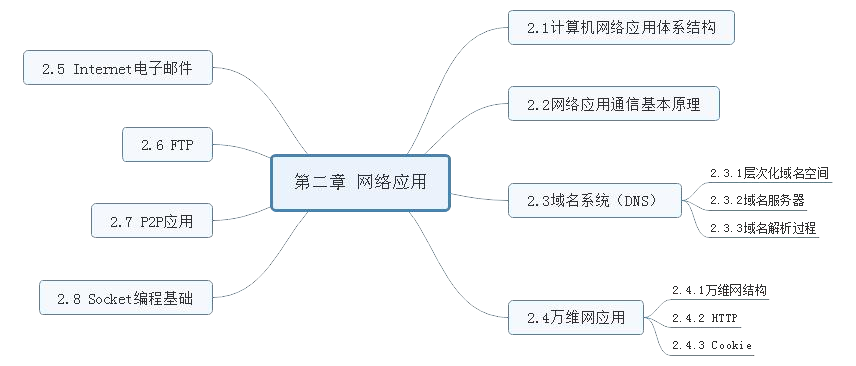 第二章 网络应用
2.1计算机网络应用体系结构
2.2网络应用通信基本原理
2.3域名系统（DNS）
2.3.1层次化域名空间
2.3.2域名服务器
2.3.3域名解析过程
2.4万维网应用
2.4.1万维网结构
2.4.2 HTTP
2.4.3 Cookie
2.5 Internet电子邮件
2.6 FTP
2.7 P2P应用
2.8 Socket编程基础